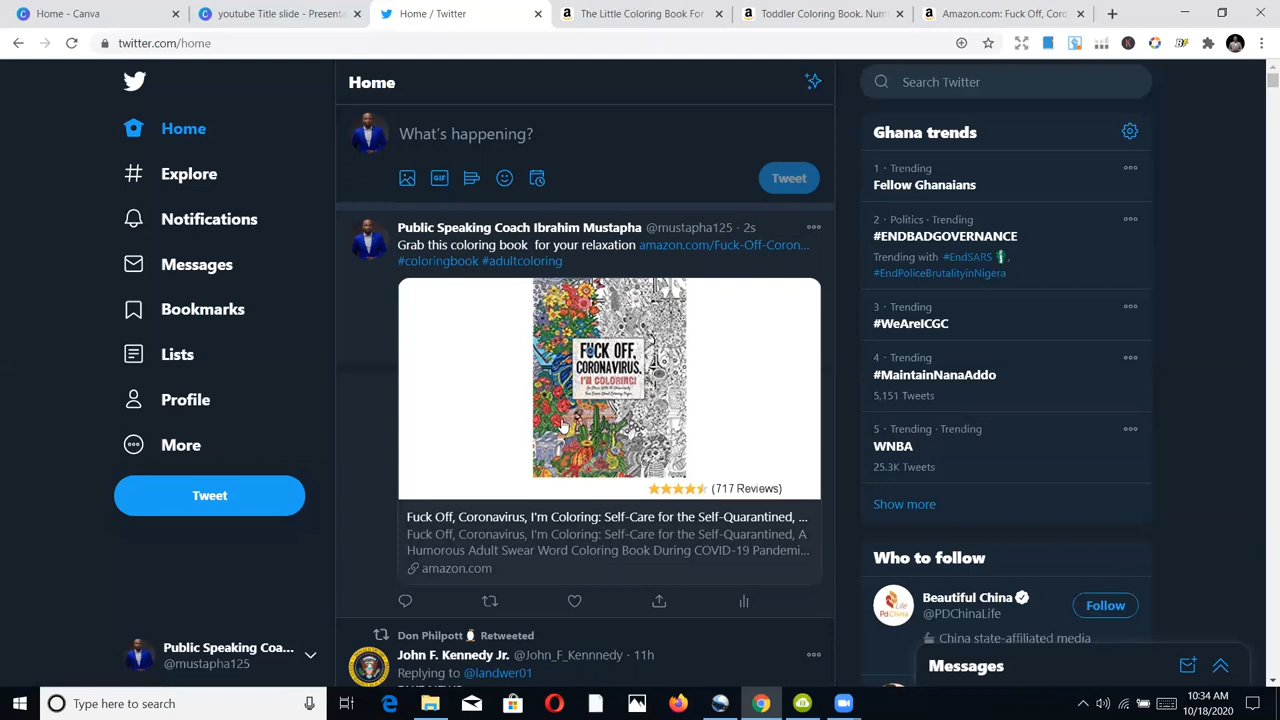 Home - Canva
youtube Title slide - Presenta
Home / Twitter
The Little Coloring Book For
Toddler Coloring Book. Num
Amazon.com: Fuck Off, Coro
twitter.com/home
Home
Explore
Notifications
Messages
Bookmarks
Lists
Profile
More
Tweet
Public Speaking Coa...
@mustapha125
Home
What's happening?
GIF
Tweet
Public Speaking Coach Ibrahim Mustapha @mustapha125 · 2s
Grab this coloring book for your relaxation amazon.com/Fuck-Off-Coron...
#coloringbook #adultcoloring
FUCK OFF,
CORONAVIRUS,
I'M COLORING!
(717 Reviews)
Fuck Off, Coronavirus, I'm Coloring: Self-Care for the Self-Quarantined, ...
Fuck Off, Coronavirus, I'm Coloring: Self-Care for the Self-Quarantined, A
Humorous Adult Swear Word Coloring Book During COVID-19 Pandemi...
amazon.com
Don Philpott Retweeted
John F. Kennedy Jr. @John_F_Kennnedy · 11h
Replying to @landwer01
Search Twitter
Ghana trends
1 · Trending
Fellow Ghanaians
2 · Politics · Trending
#ENDBADGOVERNANCE
Trending with #EndSARS ,
#EndPoliceBrutalityinNigera
3 · Trending
#WeAreICGC
4 · Trending
#MaintainNanaAddo
5,151 Tweets
5 · Trending · Trending
WNBA
25.3K Tweets
Show more
Who to follow
Beautiful China
@PDChinaLife
Follow
China state-affiliated media
Messages
Type here to search
10:34 AM
10/18/2020